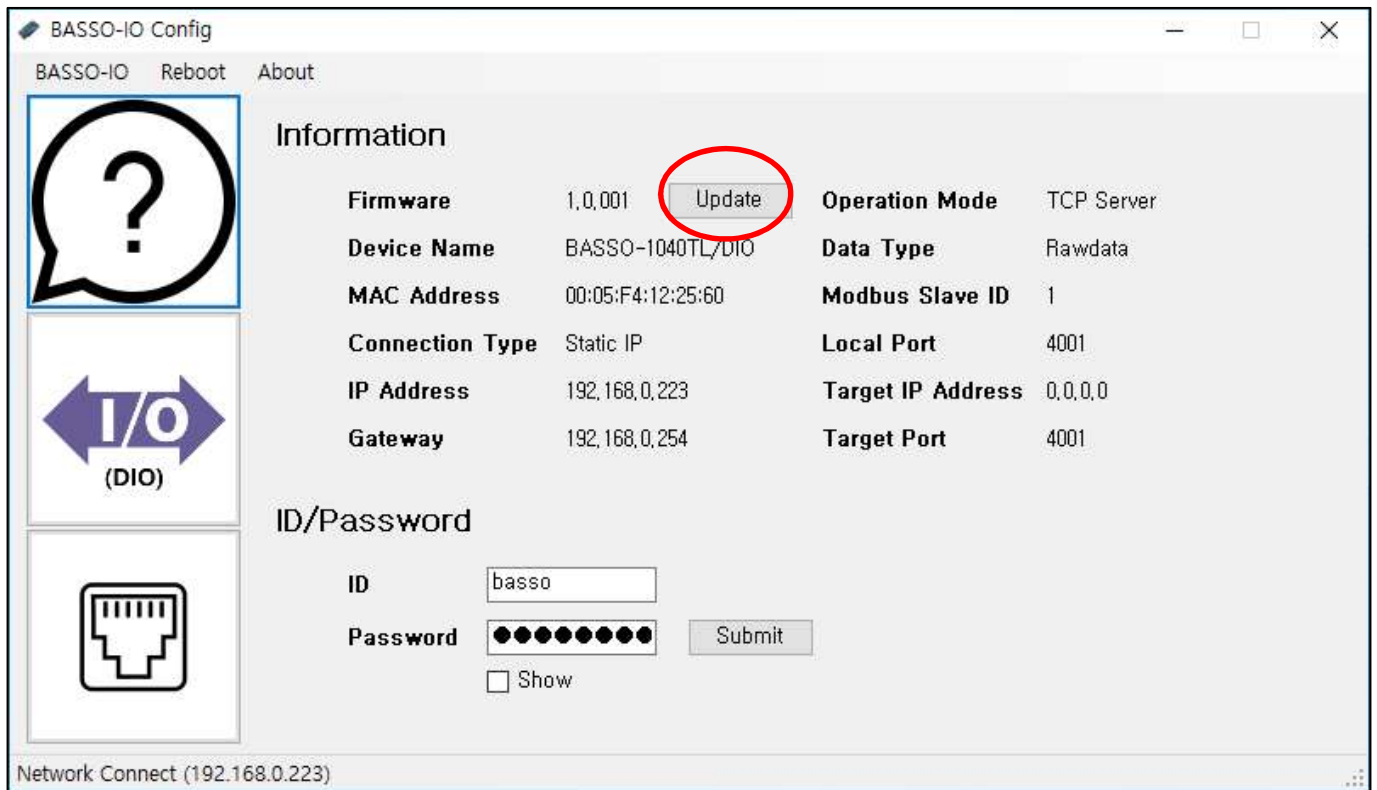 BASSO-IO Config
BASSO-IO Reboot About
?
Information
Firmware 1,0,001 Update Operation Mode TCP Server
Device Name BASSO-1040TL/DIO Data Type Rawdata
MAC Address 00:05:F4:12:25:60 Modbus Slave ID 1
Connection Type Static IP Local Port 4001
IP Address 192,168,0,223 Target IP Address 0,0,0,0
Gateway 192,168,0,254 Target Port 4001
I/O
(DIO)
ID/Password
ID basso
Password ●●●●●●●● Submit
Show
Network Connect (192.168.0.223)